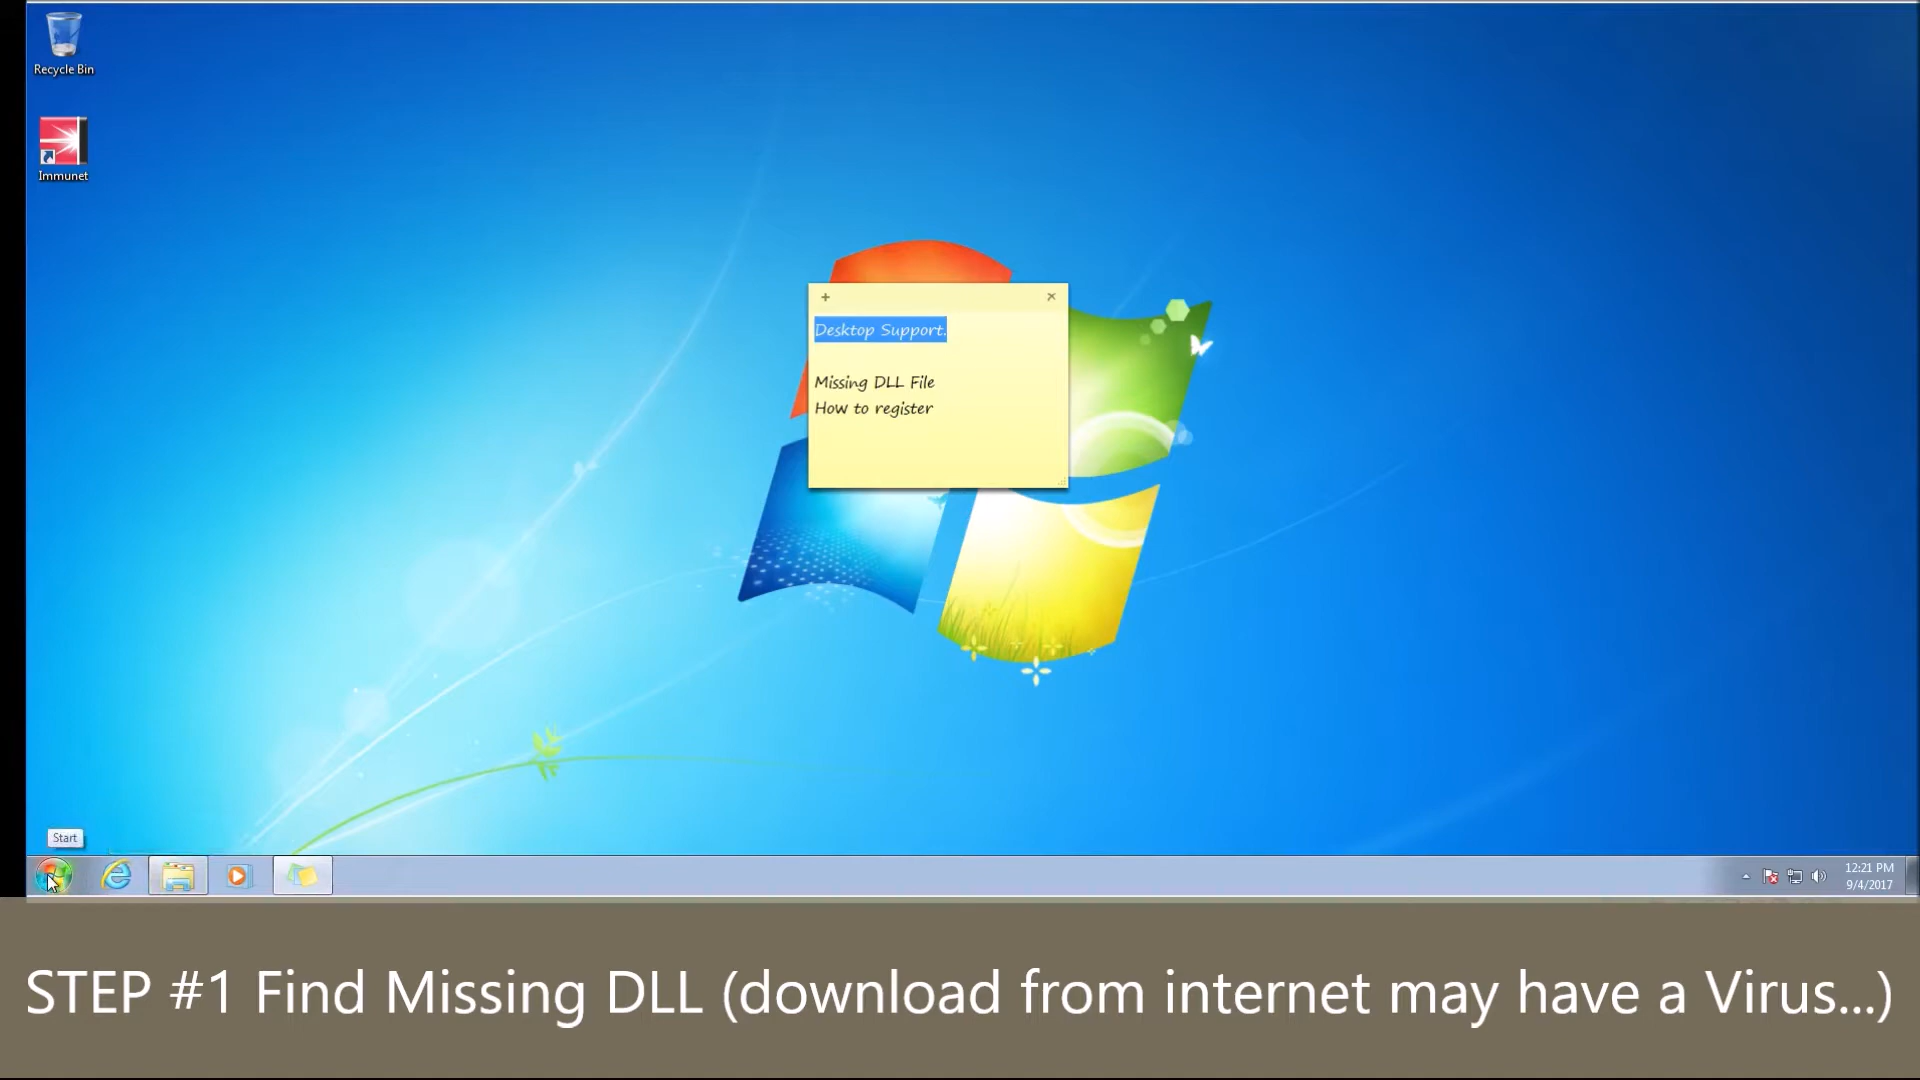 Recycle Bin
Immunet
+
×
Desktop Support.
Missing DLL File
How to register
Start
12:21 PM
9/4/2017
STEP #1 Find Missing DLL (download from internet may have a Virus...)